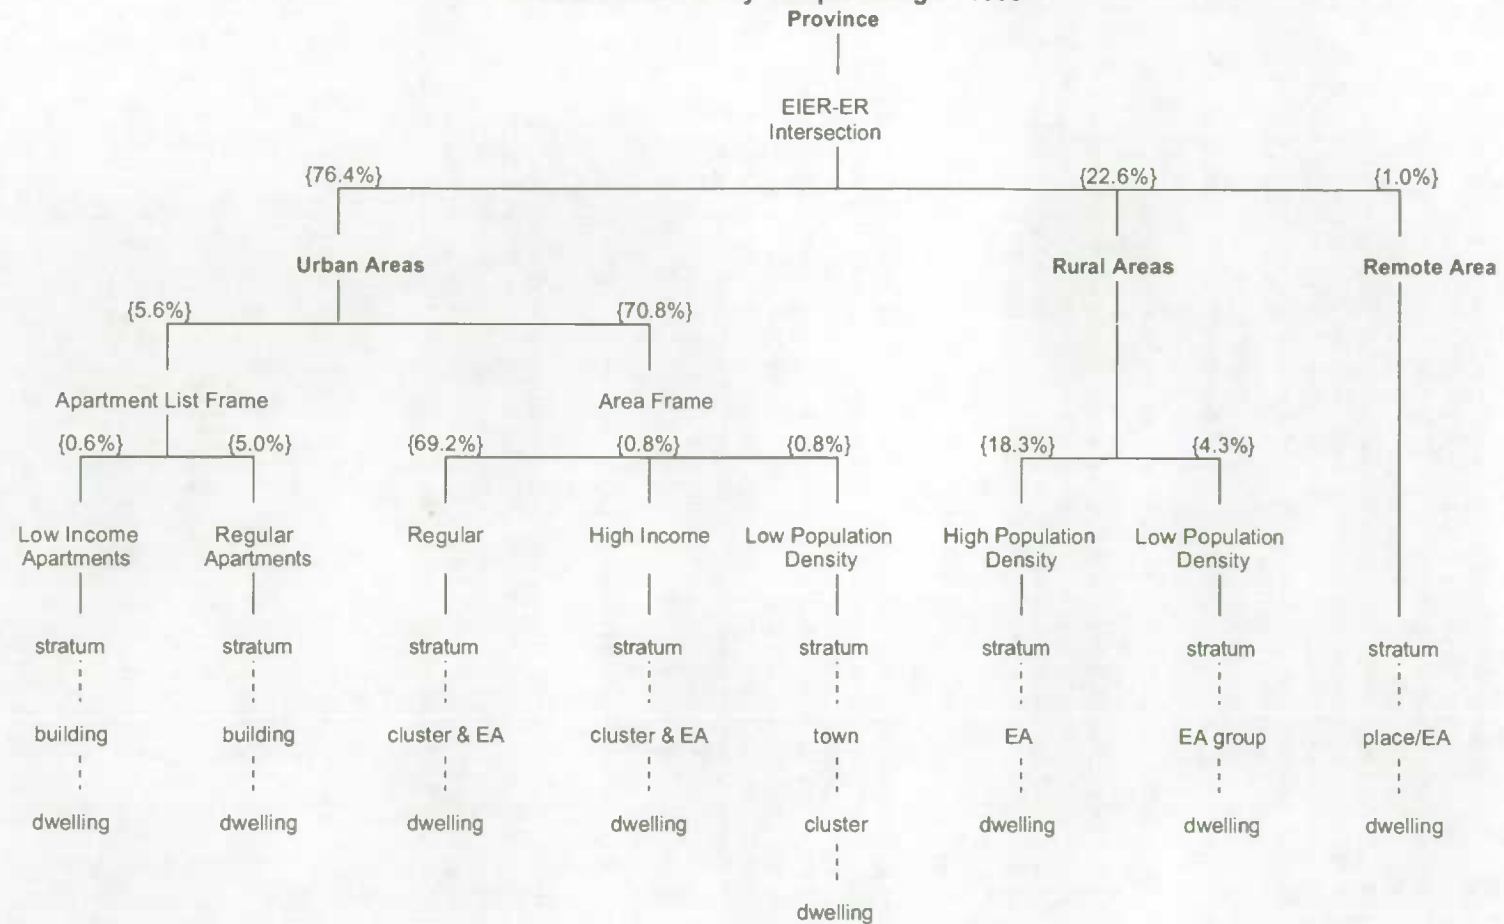 Province
EIER-ER
Intersection
{76.4%} {22.6%} {1.0%}
Urban Areas Rural Areas Remote Area
{5.6%} {70.8%}
Apartment List Frame Area Frame
{0.6%} {5.0%} {69.2%} {0.8%} {0.8%} {18.3%} {4.3%}
Low Income Regular Regular High Income Low Population High Population Low Population
Apartments Apartments Density Density Density
stratum stratum stratum stratum stratum stratum stratum stratum
building building cluster & EA cluster & EA town EA EA group place/EA
dwelling dwelling dwelling dwelling cluster dwelling dwelling dwelling
dwelling